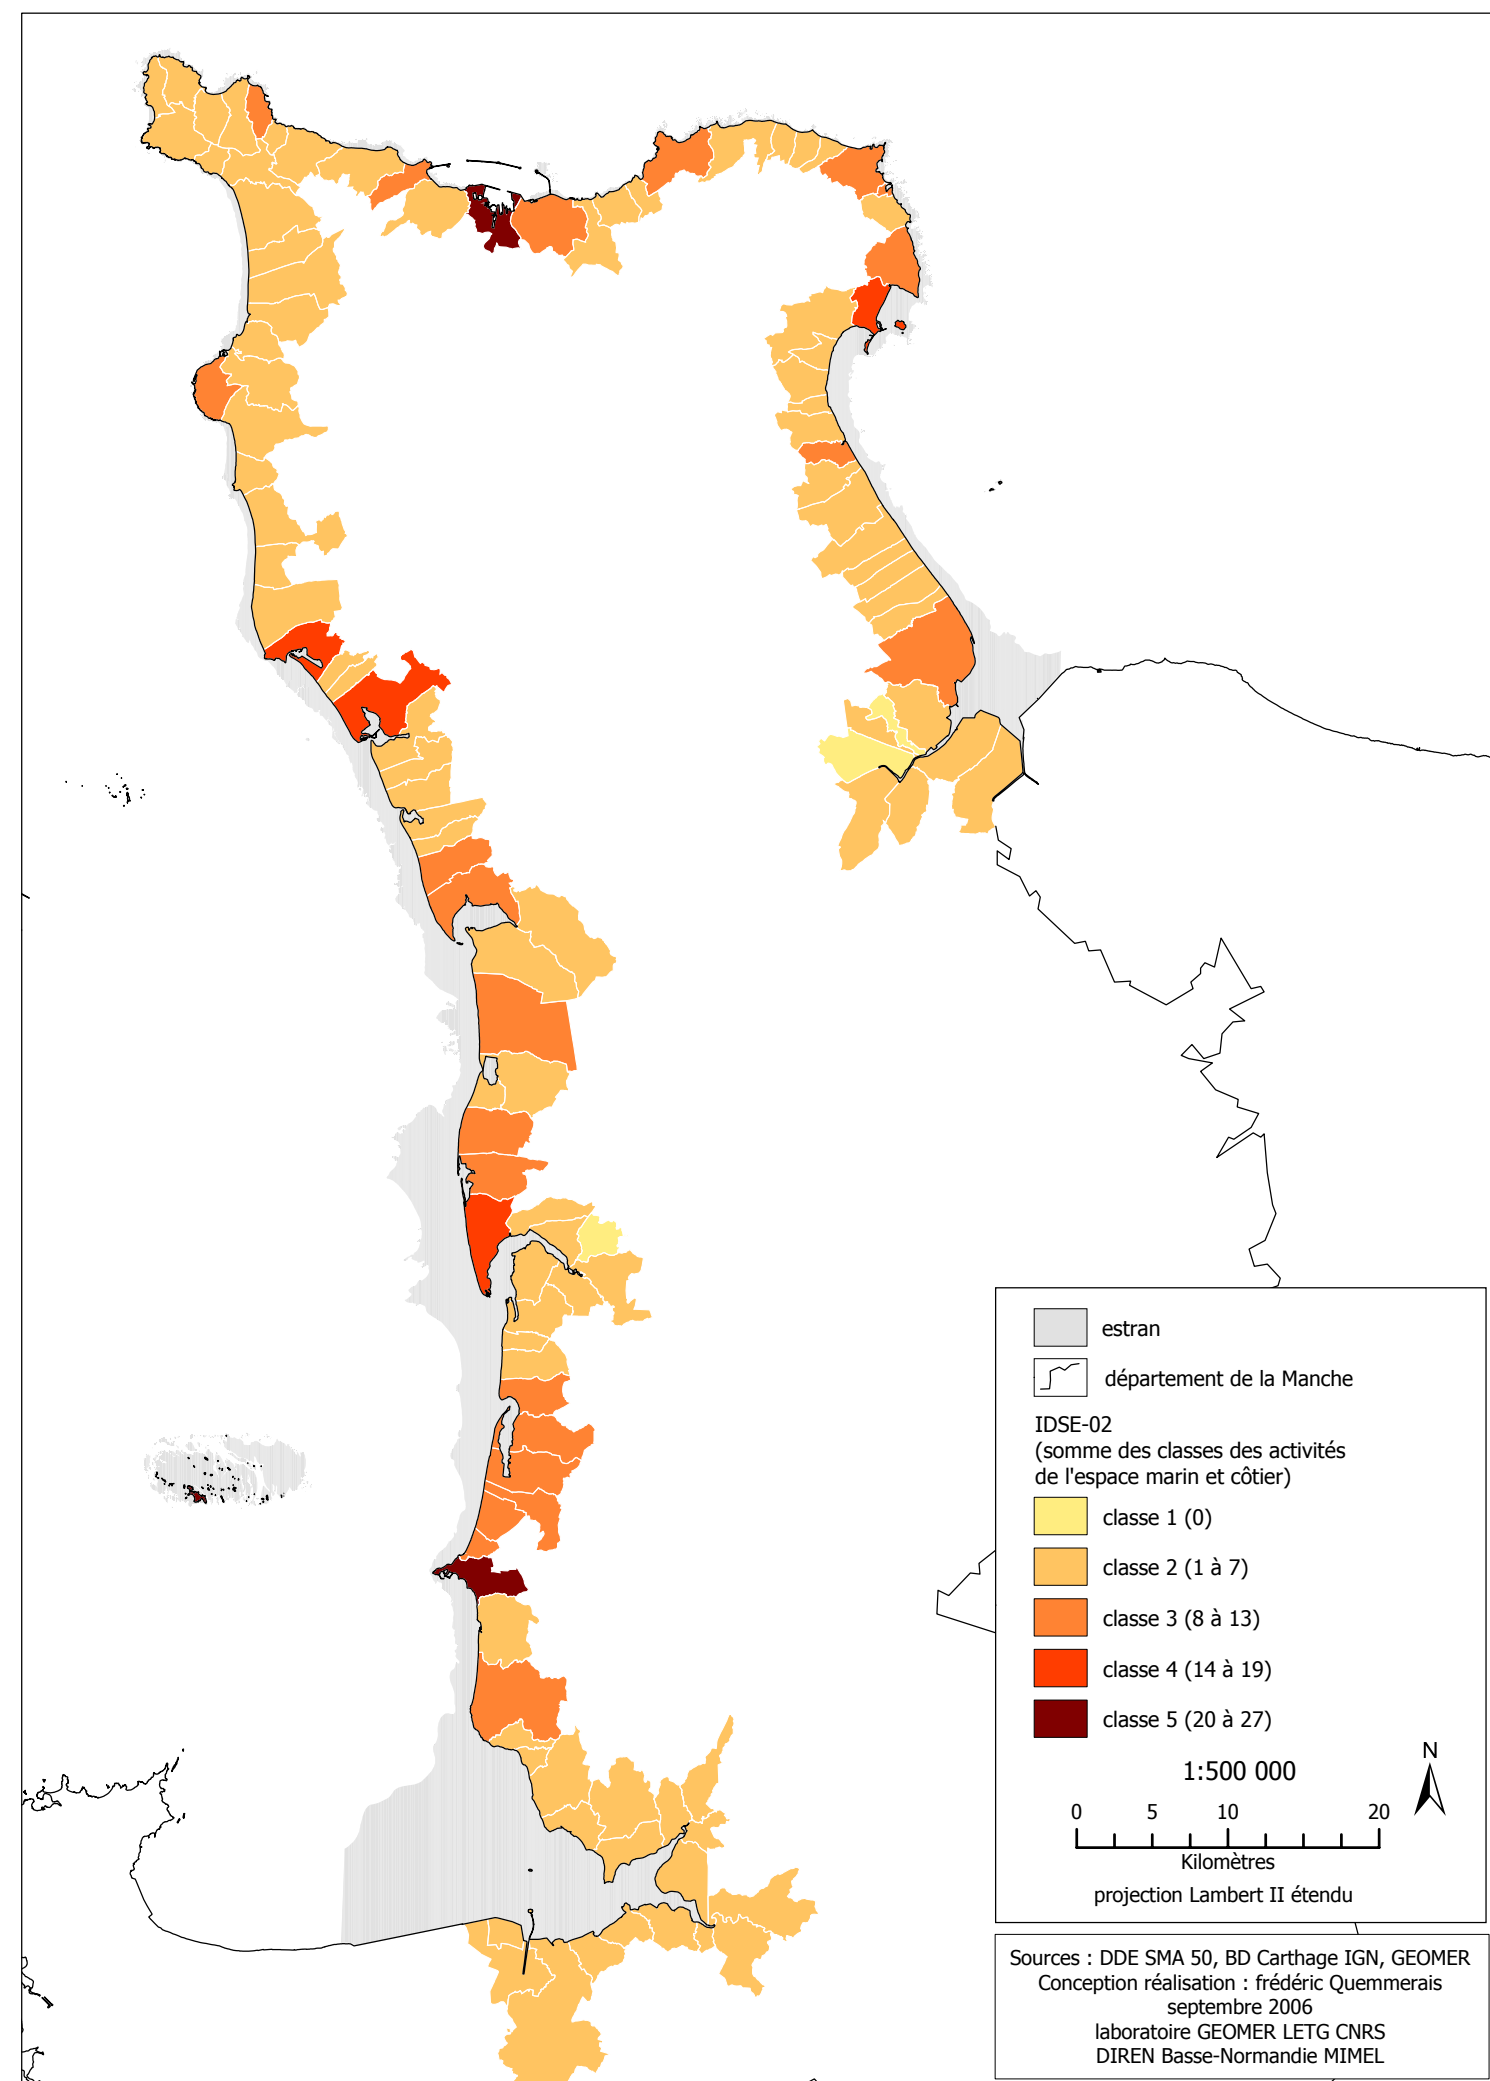 estran
département de la Manche
IDSE-02
(somme des classes des activités
de l'espace marin et côtier)
classe 1 (0)
classe 2 (1 à 7)
classe 3 (8 à 13)
classe 4 (14 à 19)
classe 5 (20 à 27)
1:500 000
N
0 5 10 20
Kilomètres
projection Lambert II étendu
Sources : DDE SMA 50, BD Carthage IGN, GEOMER
Conception réalisation : frédéric Quemmerais
septembre 2006
laboratoire GEOMER LETG CNRS
DIREN Basse-Normandie MIMEL